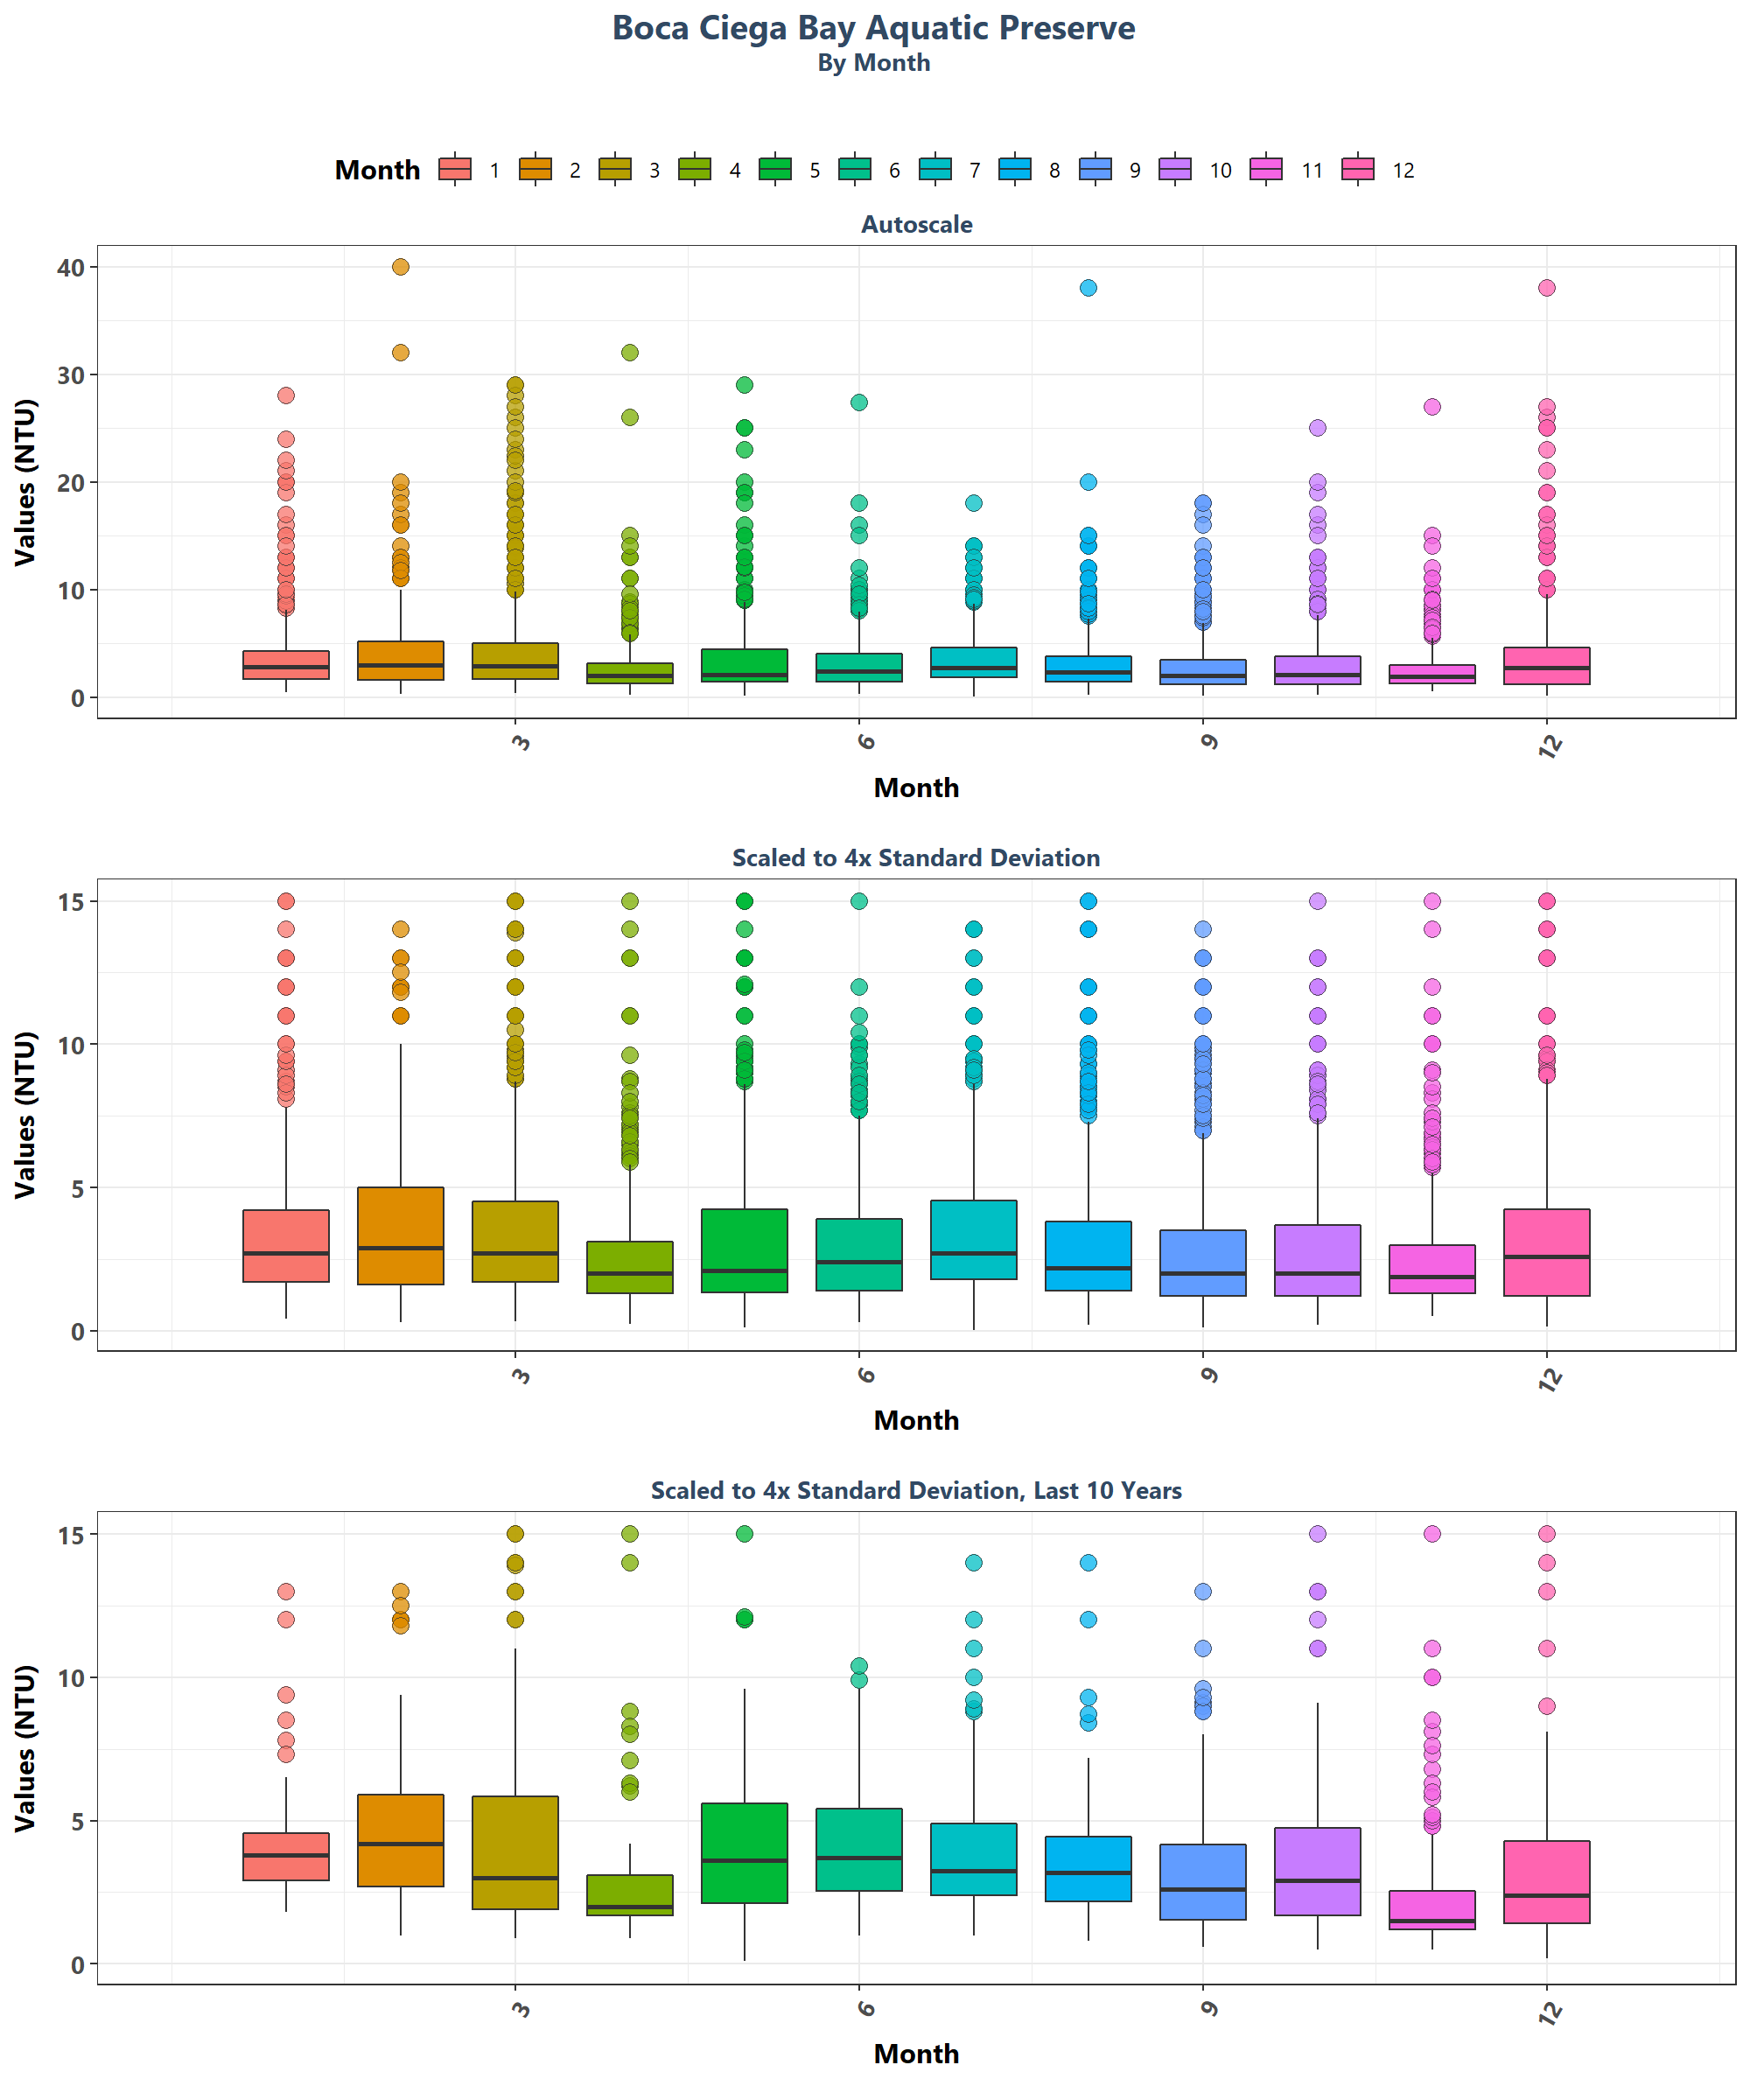 Boca Ciega Bay Aquatic Preserve
By Month
Month 1 2 3 4 5 6 7 8 9 10 11 12
Autoscale
Values (NTU)
40
30
20
10
0
3 6 9 12
Month
Scaled to 4x Standard Deviation
Values (NTU)
15
10
5
0
3 6 9 12
Month
Scaled to 4x Standard Deviation, Last 10 Years
Values (NTU)
15
10
5
0
3 6 9 12
Month